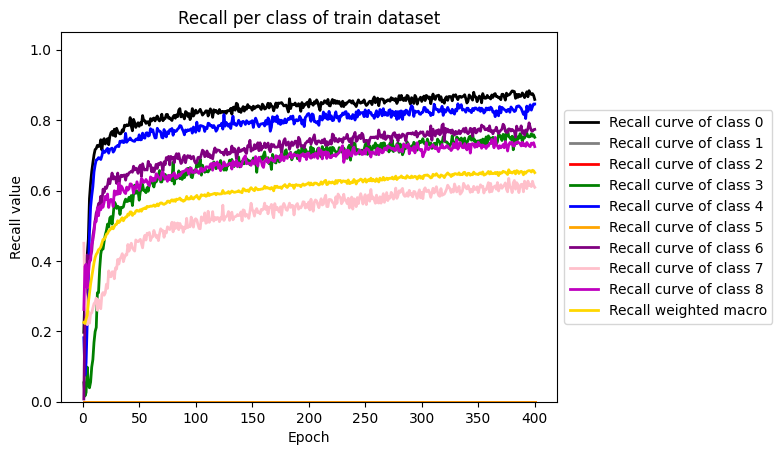 Recall per class of train dataset
Recall value
1.0
0.8
0.6
0.4
0.2
0.0
0
50
100
150
200
250
300
350
400
Epoch
Recall curve of class 0
Recall curve of class 1
Recall curve of class 2
Recall curve of class 3
Recall curve of class 4
Recall curve of class 5
Recall curve of class 6
Recall curve of class 7
Recall curve of class 8
Recall weighted macro